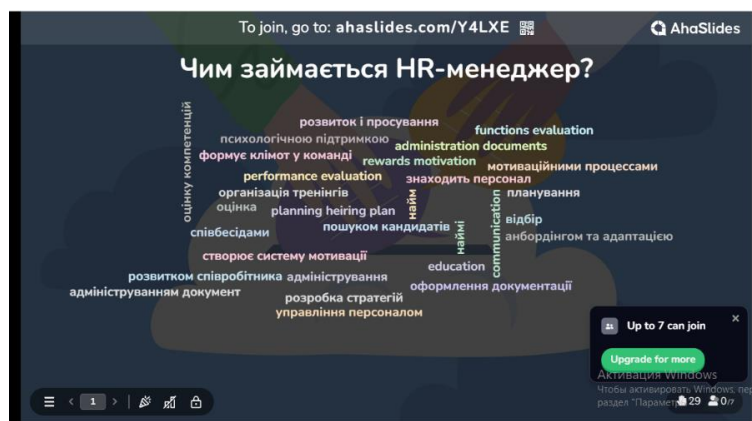 To join, go to: ahaslides.com/Y4LXE
AhaSlides
Чим займається HR-менеджер?
оцінку компетенцій
розвиток і просування
functions evaluation
психологічною підтримкою
administration documents
формує клімот у команді
rewards motivation
мотиваційними процессами
performance evaluation
знаходить персонал
організація тренінгів
найм
планування
оцінка
planning heiring plan
communication
відбір
співбесідами
пошуком кандидатів
наймі
анбордінгом та адаптацією
створює систему мотивації
education
розвитком співробітника
адміністрування
оформлення документації
адмініструванням документ
розробка стратегій
управління персоналом
Up to 7 can join
Upgrade for more
Активация Windows
Чтобы активировать Windows, пер
раздел "Парамет
1
29
0/7